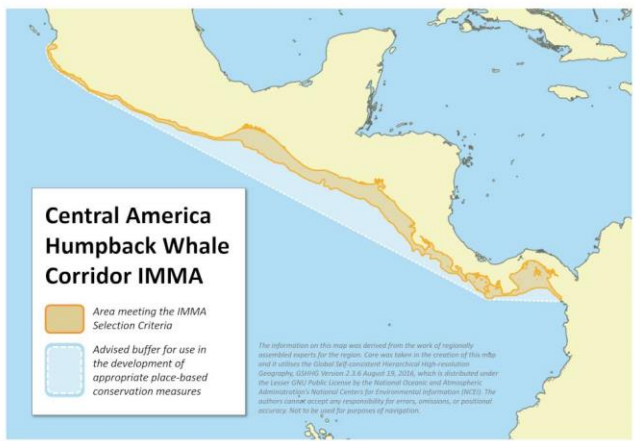 Central America
Humpback Whale
Corridor IMMA
Area meeting the IMMA
Selection Criteria
Advised buffer for use in
the development of
appropriate place-based
conservation measures
The information on this map was derived from the work of regionally
assembled experts for the region. Care was taken in the creation of this map
and it utilises the Global Self-consistent Hierarchical High-resolution
Geography, GSHHG Version 2.3.6 August 19, 2016, which is distributed under
the Lesser GNU Public License by the National Oceanic and Atmospheric
Administration's National Centers for Environmental Information (NCEI). The
authors cannot accept any responsibility for errors, omissions, or positional
accuracy. Not to be used for purposes of navigation.